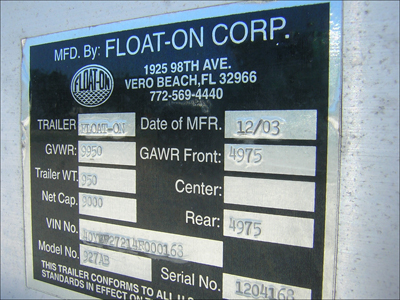 MFD. By: FLOAT-ON CORP.
FLOAT-ON
1925 98TH AVE.
VERO BEACH, FL 32966
772-569-4440
TRAILER FLOAT-ON Date of MFR. 12/03
GVWR: 9950 GAWR Front: 4975
Trailer WT. 950 Center:
Net Cap. 9000 Rear: 4975
VIN No.
Model No. Serial No. 1204168
THIS TRAILER CONFORMS TO ALL U.S.
STANDARDS IN EFFECT ON